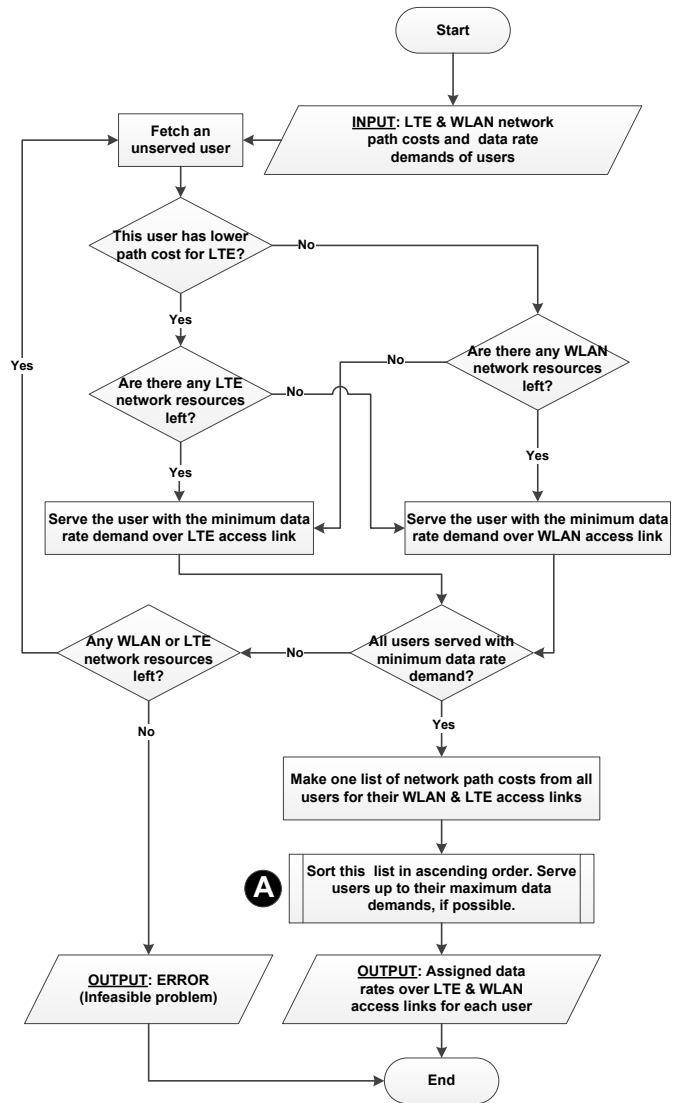 Start
INPUT: LTE & WLAN network
path costs and data rate
demands of users
Fetch an
unserved user
This user has lower
path cost for LTE?
No
Yes
Yes
Are there any LTE
network resources
left?
No
No
Are there any WLAN
network resources
left?
Yes
Yes
Serve the user with the minimum data
rate demand over LTE access link
Serve the user with the minimum data
rate demand over WLAN access link
Any WLAN or LTE
network resources
left?
No
All users served with
minimum data rate
demand?
No
Yes
Make one list of network path costs from all
users for their WLAN & LTE access links
A
Sort this list in ascending order. Serve
users up to their maximum data
demands, if possible.
OUTPUT: ERROR
(Infeasible problem)
OUTPUT: Assigned data
rates over LTE & WLAN
access links for each user
End